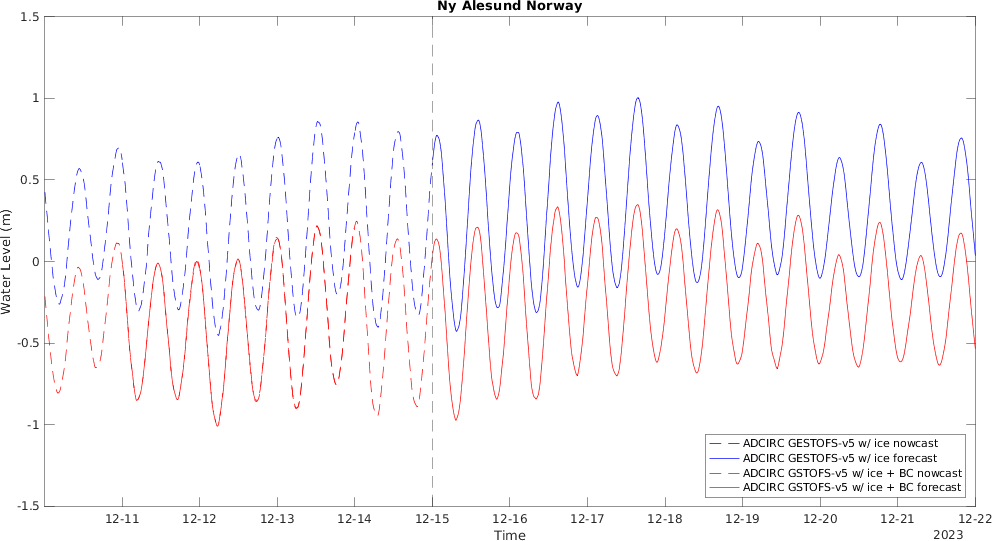 Ny Alesund Norway
1.5
1
0.5
0
-0.5
-1
-1.5
Water Level (m)
ADCIRC GESTOFS-v5 w/ ice nowcast
ADCIRC GESTOFS-v5 w/ ice forecast
ADCIRC GSTOFS-v5 w/ ice + BC nowcast
ADCIRC GSTOFS-v5 w/ ice + BC forecast
12-11 12-12 12-13 12-14 12-15 12-16 12-17 12-18 12-19 12-20 12-21 12-22
Time
2023